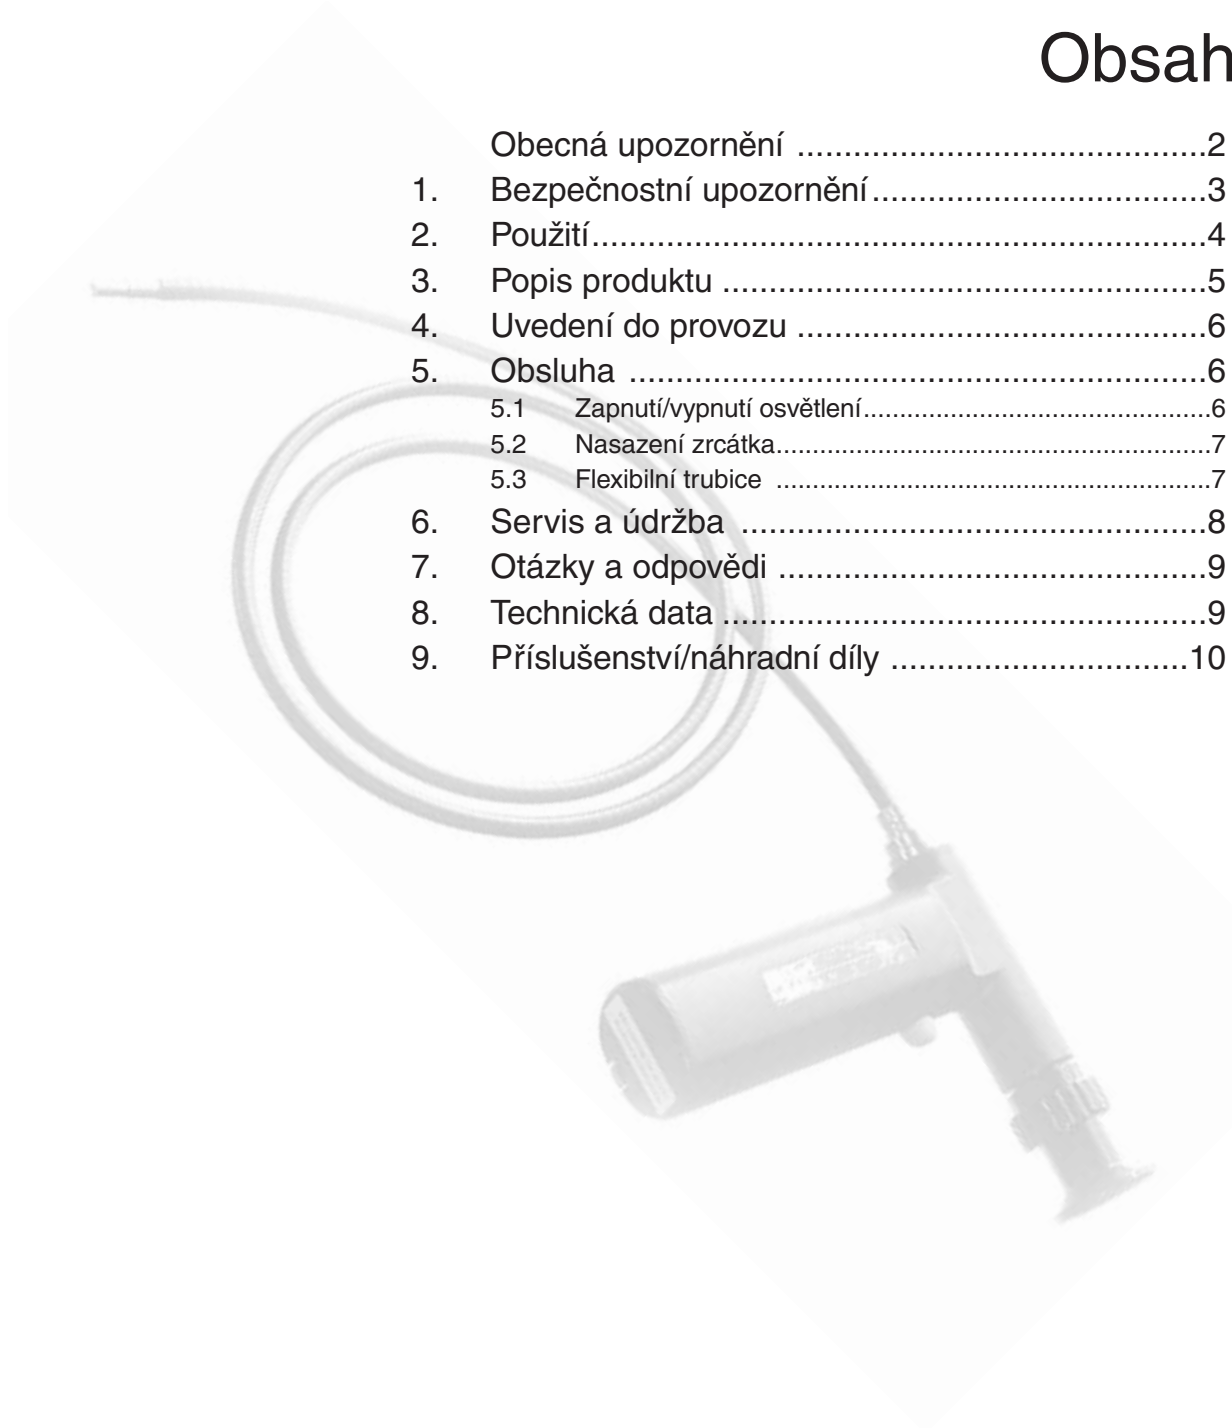 Obsah
Obecná upozornění ............................................2
1. Bezpečnostní upozornění....................................3
2. Použití..................................................................4
3. Popis produktu ....................................................5
4. Uvedení do provozu ............................................6
5. Obsluha ..............................................................6
5.1 Zapnutí/vypnutí osvětlení................................................6
5.2 Nasazení zrcátka............................................................7
5.3 Flexibilní trubice ............................................................7
6. Servis a údržba ..................................................8
7. Otázky a odpovědi ..............................................9
8. Technická data ....................................................9
9. Příslušenství/náhradní díly ................................10